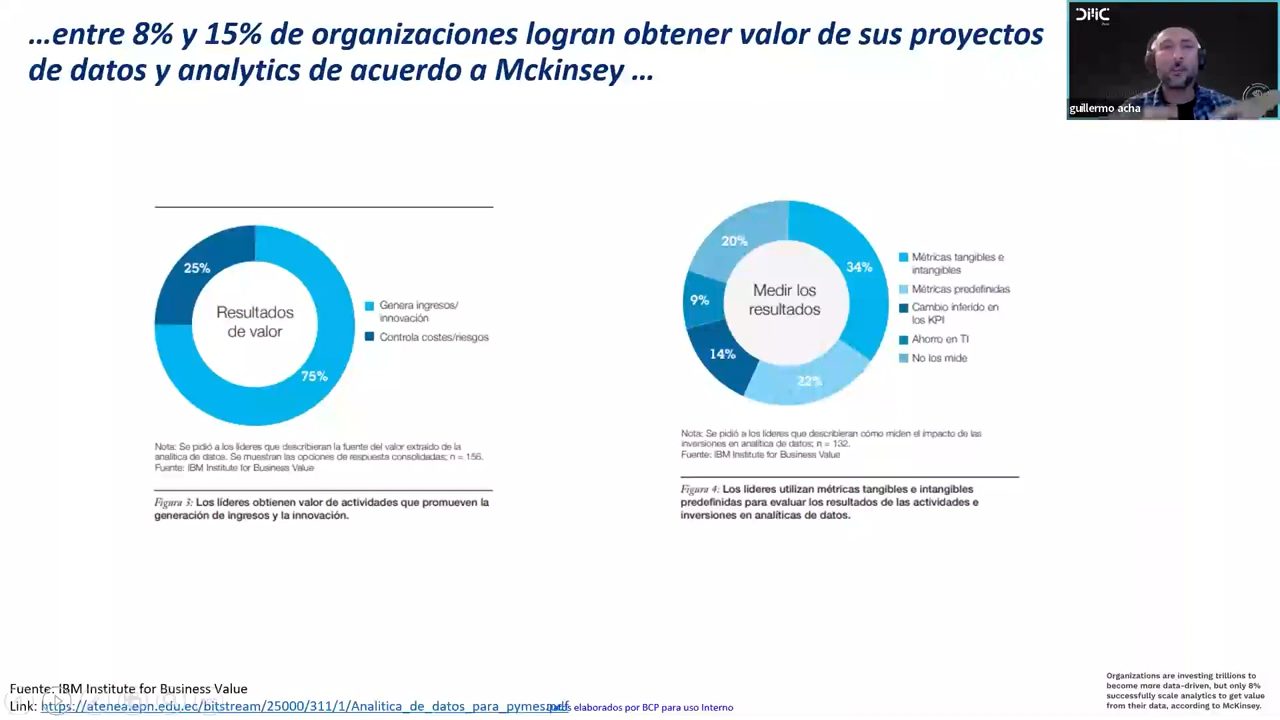 …entre 8% y 15% de organizaciones logran obtener valor de sus proyectos
de datos y analytics de acuerdo a Mckinsey …
DMC
guillermo acha
25%
75%
Resultados
de valor
Genera ingresos/
innovación
Controla costes/riesgos
Nota: Se pidió a los líderes que describieran la fuente del valor extraído de la
analítica de datos. Se muestran las opciones de respuesta consolidadas; n = 156.
Fuente: IBM Institute for Business Value
Figura 3: Los líderes obtienen valor de actividades que promueven la
generación de ingresos y la innovación.
20%
34%
9%
14%
22%
Medir los
resultados
Métricas tangibles e
intangibles
Métricas predefinidas
Cambio inferido en
los KPI
Ahorro en TI
No los mide
Nota: Se pidió a los líderes que describieran cómo miden el impacto de las
inversiones en analítica de datos; n = 132.
Fuente: IBM Institute for Business Value
Figura 4: Los líderes utilizan métricas tangibles e intangibles
predefinidas para evaluar los resultados de las actividades e
inversiones en analíticas de datos.
Fuente: IBM Institute for Business Value
Link: https://atenea.epn.edu.ec/bitstream/25000/311/1/Analitica_de_datos_para_pymes.pdf
elaborados por BCP para uso Interno
Organizations are investing trillions to
become more data-driven, but only 8%
successfully scale analytics to get value
from their data, according to McKinsey.